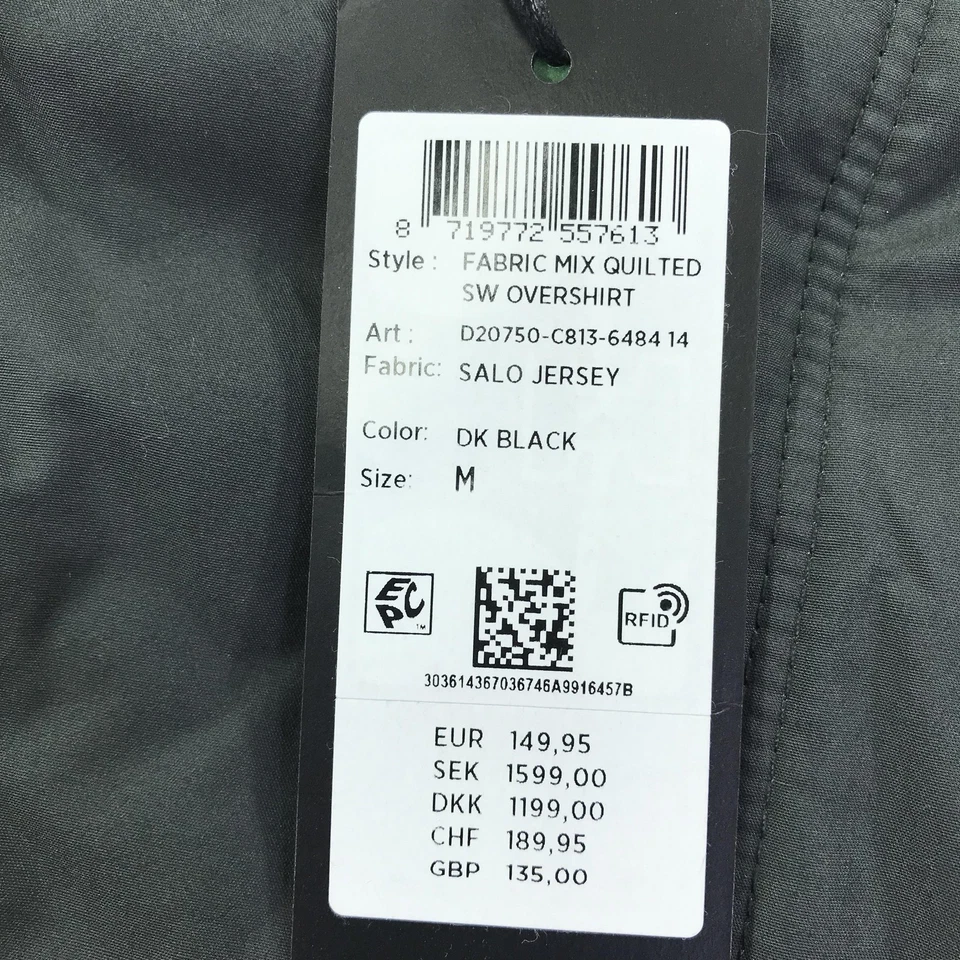 8 719772 557613
Style : FABRIC MIX QUILTED
SW OVERSHIRT
Art : D20750-C813-6484 14
Fabric: SALO JERSEY
Color: DK BLACK
Size: M
EPC TM
RFID
303614367036746A9916457B
EUR 149,95
SEK 1599,00
DKK 1199,00
CHF 189,95
GBP 135,00